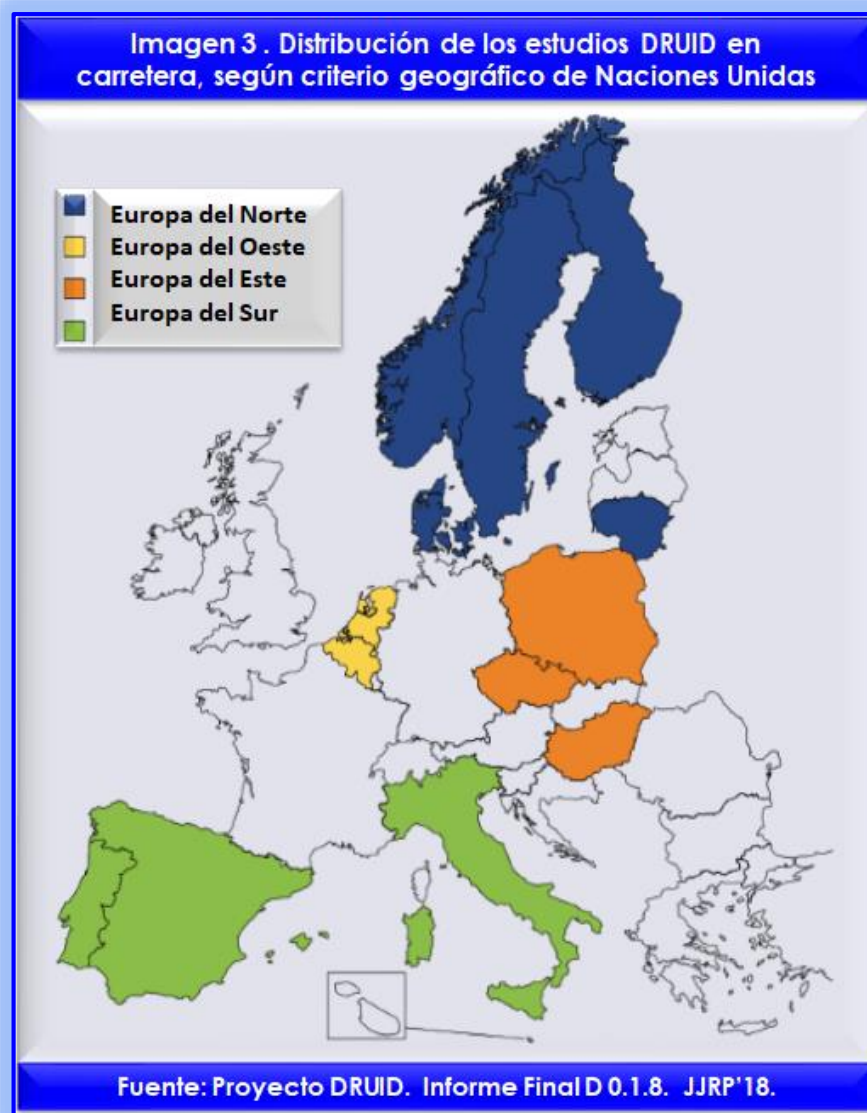 Imagen 3 . Distribución de los estudios DRUID en
carretera, según criterio geográfico de Naciones Unidas
Europa del Norte
Europa del Oeste
Europa del Este
Europa del Sur
Fuente: Proyecto DRUID. Informe Final D 0.1.8. JJRP'18.